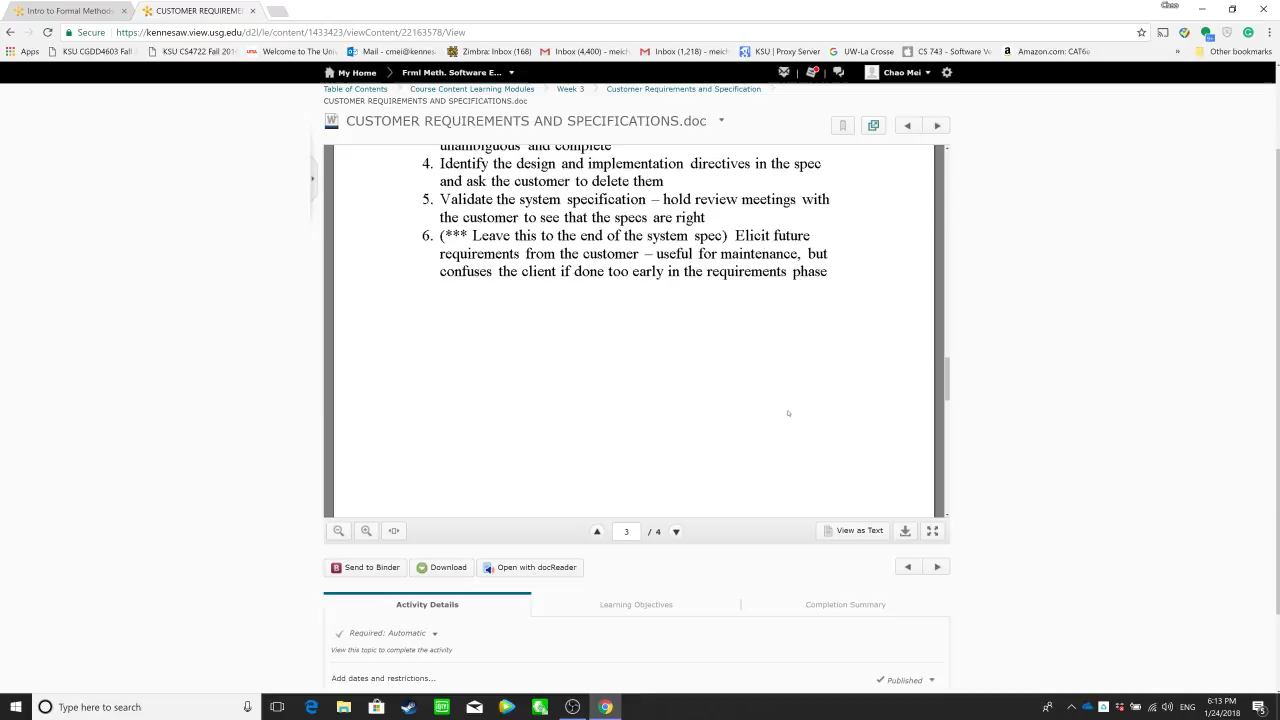 Chao
Intro to Formal Methods
CUSTOMER REQUIREME
Secure
https://kennesaw.view.usg.edu/d2l/le/content/1433423/viewContent/22163578/View
Apps
KSU CGDD4603 Fall
KSU CS4722 Fall 201
Welcome to the Uni
Mail - cmei@kennes
Zimbra: Inbox (168)
Inbox (4,400) - meich
Inbox (1,218) - meich
KSU | Proxy Server
UW-La Crosse
CS 743 - Software Ve
Amazon.com: CAT6e
»
Other bookmarks
My Home
Frml Meth. Software E...
Chao Mei
Table of Contents
Course Content Learning Modules
Week 3
Customer Requirements and Specification
CUSTOMER REQUIREMENTS AND SPECIFICATIONS.doc
CUSTOMER REQUIREMENTS AND SPECIFICATIONS.doc
unambiguous and complete
4. Identify the design and implementation directives in the spec
and ask the customer to delete them
5. Validate the system specification – hold review meetings with
the customer to see that the specs are right
6. (*** Leave this to the end of the system spec) Elicit future
requirements from the customer – useful for maintenance, but
confuses the client if done too early in the requirements phase
3 / 4
View as Text
Send to Binder
Download
Open with docReader
Activity Details
Learning Objectives
Completion Summary
Required: Automatic
View this topic to complete the activity
Add dates and restrictions...
Published
Type here to search
ENG
6:13 PM
1/24/2018